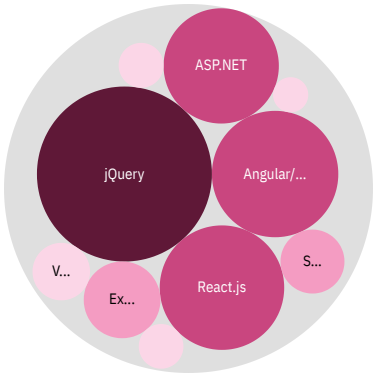 ASP.NET
jQuery
Angular/...
V...
Ex...
React.js
S...